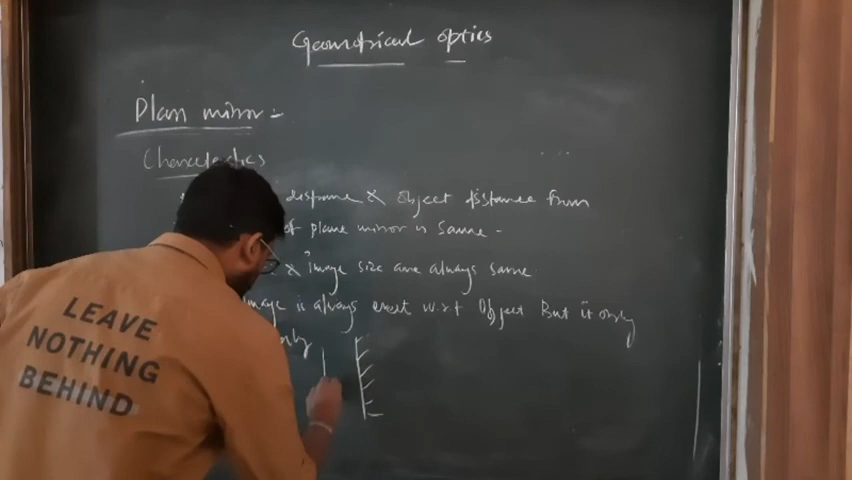 Geometrical optics
Plan mirror :-
Characteristics
distance & object distance from
of plane mirror is same -
& image size are always same
image is always erect w.r.t Object But it only
LEAVE
NOTHING
BEHIND